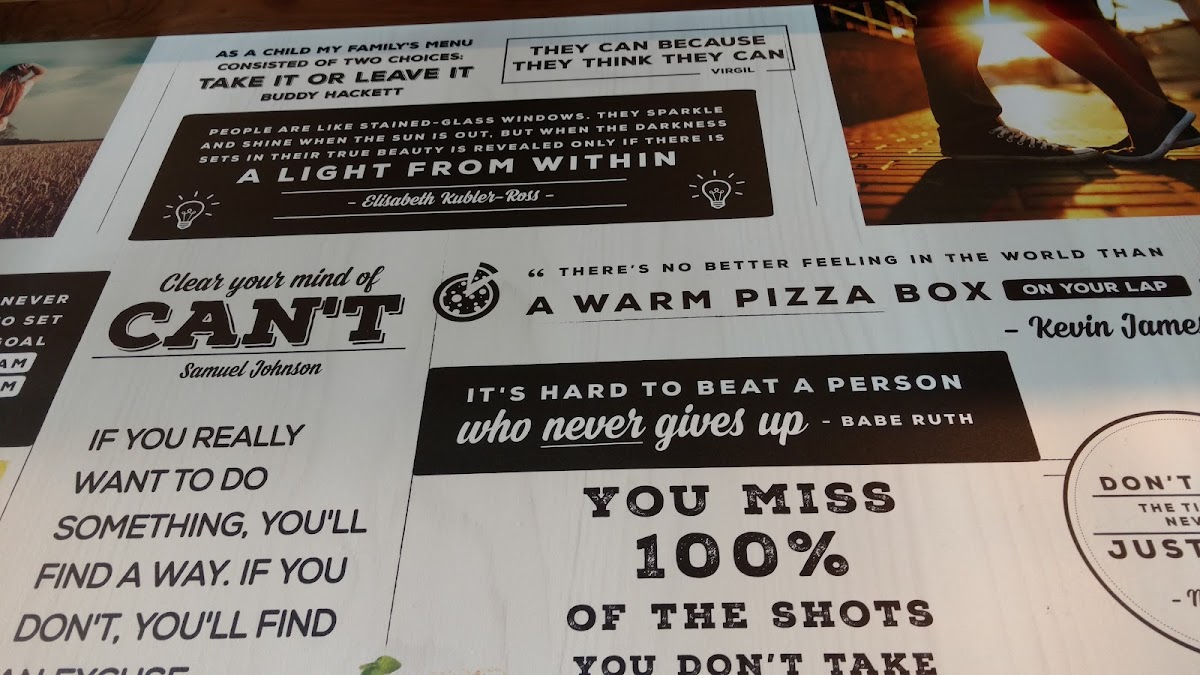 AS A CHILD MY FAMILY'S MENU
CONSISTED OF TWO CHOICES:
TAKE IT OR LEAVE IT
BUDDY HACKETT
THEY CAN BECAUSE
THEY THINK THEY CAN
VIRGIL
PEOPLE ARE LIKE STAINED-GLASS WINDOWS. THEY SPARKLE
AND SHINE WHEN THE SUN IS OUT, BUT WHEN THE DARKNESS
SETS IN THEIR TRUE BEAUTY IS REVEALED ONLY IF THERE IS
A LIGHT FROM WITHIN
- Elisabeth Kubler-Ross -
NEVER
SET
GOAL
AM
Clear your mind of
CAN'T
Samuel Johnson
“ THERE'S NO BETTER FEELING IN THE WORLD THAN
A WARM PIZZA BOX ON YOUR LAP
- Kevin James
IT'S HARD TO BEAT A PERSON
who never gives up - BABE RUTH
IF YOU REALLY
WANT TO DO
SOMETHING, YOU'LL
FIND A WAY. IF YOU
DON'T, YOU'LL FIND
AN EXCUSE
YOU MISS
100%
OF THE SHOTS
YOU DON'T TAKE
DON'T
THE
JUST